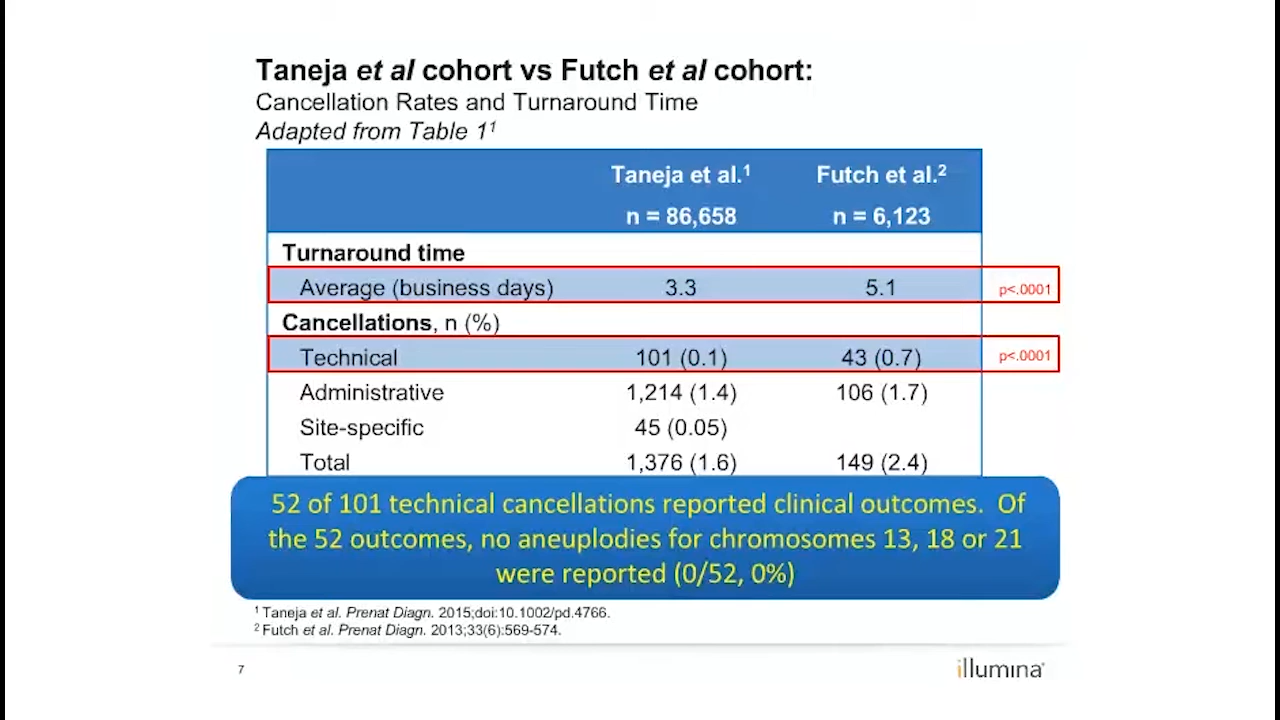 Taneja et al cohort vs Futch et al cohort:
Cancellation Rates and Turnaround Time
Adapted from Table 1¹
Taneja et al.¹ Futch et al.²
n = 86,658 n = 6,123
Turnaround time
Average (business days) 3.3 5.1 p<.0001
Cancellations, n (%)
Technical 101 (0.1) 43 (0.7) p<.0001
Administrative 1,214 (1.4) 106 (1.7)
Site-specific 45 (0.05)
Total 1,376 (1.6) 149 (2.4)
52 of 101 technical cancellations reported clinical outcomes. Of
the 52 outcomes, no aneuplodies for chromosomes 13, 18 or 21
were reported (0/52, 0%)
¹ Taneja et al. Prenat Diagn. 2015;doi:10.1002/pd.4766.
² Futch et al. Prenat Diagn. 2013;33(6):569-574.
7 illumina®